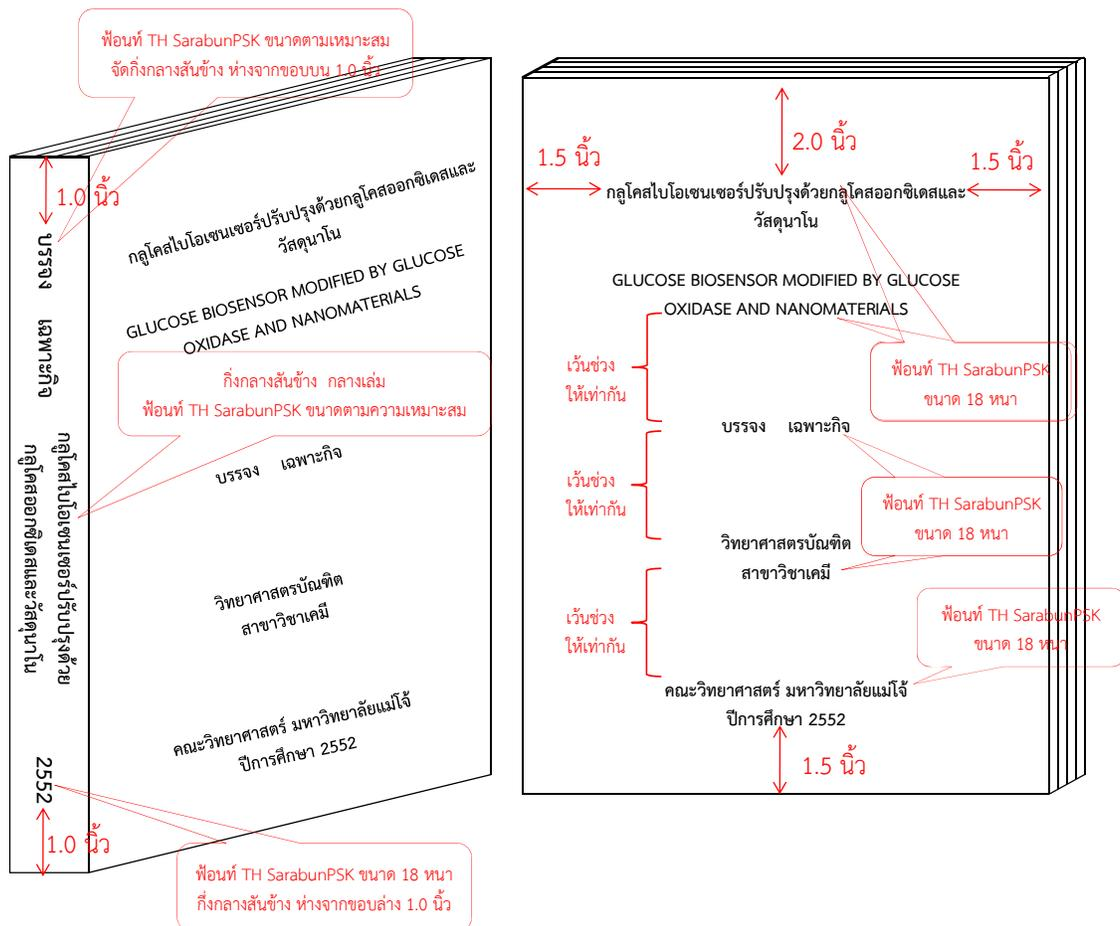 ฟ้อนท์ TH SarabunPSK ขนาดตามเหมาะสม
จัดกิ่งกลางสันข้าง ห่างจากขอบบน 1.0 นิ้ว
1.0 นิ้ว
บรรจง เฉพาะกิจ
กลูโคสไบโอเซนเซอร์ปรับปรุงด้วย
กลูโคสออกซิเดสและวัสดุนาโน
2552
1.0 นิ้ว
กลูโคสไบโอเซนเซอร์ปรับปรุงด้วยกลูโคสออกซิเดสและ
วัสดุนาโน
GLUCOSE BIOSENSOR MODIFIED BY GLUCOSE
OXIDASE AND NANOMATERIALS
กิ่งกลางสันข้าง กลางเล่ม
ฟ้อนท์ TH SarabunPSK ขนาดตามความเหมาะสม
บรรจง เฉพาะกิจ
วิทยาศาสตรบัณฑิต
สาขาวิชาเคมี
คณะวิทยาศาสตร์ มหาวิทยาลัยแม่โจ้
ปีการศึกษา 2552
ฟ้อนท์ TH SarabunPSK ขนาด 18 หนา
กึ่งกลางสันข้าง ห่างจากขอบล่าง 1.0 นิ้ว
2.0 นิ้ว
1.5 นิ้ว
1.5 นิ้ว
กลูโคสไบโอเซนเซอร์ปรับปรุงด้วยกลูโคสออกซิเดสและ
วัสดุนาโน
GLUCOSE BIOSENSOR MODIFIED BY GLUCOSE
OXIDASE AND NANOMATERIALS
เว้นช่วง
ให้เท่ากัน
ฟ้อนท์ TH SarabunPSK
ขนาด 18 หนา
บรรจง เฉพาะกิจ
เว้นช่วง
ให้เท่ากัน
ฟ้อนท์ TH SarabunPSK
ขนาด 18 หนา
วิทยาศาสตรบัณฑิต
สาขาวิชาเคมี
เว้นช่วง
ให้เท่ากัน
ฟ้อนท์ TH SarabunPSK
ขนาด 18 หนา
คณะวิทยาศาสตร์ มหาวิทยาลัยแม่โจ้
ปีการศึกษา 2552
1.5 นิ้ว